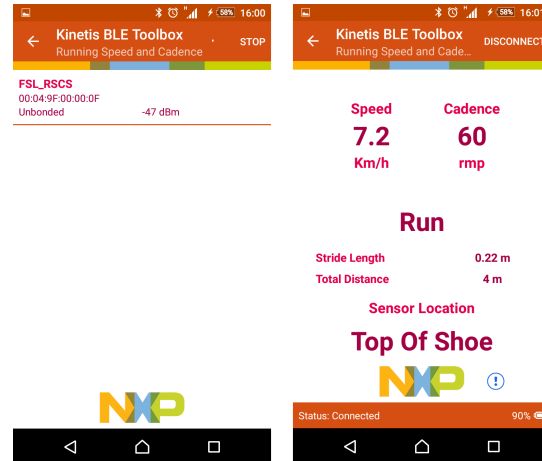 58% 16:00
Kinetis BLE Toolbox
Running Speed and Cadence
STOP
FSL_RSCS
00:04:9F:00:00:0F
Unbonded -47 dBm
NXP
H 58% 16:01
Kinetis BLE Toolbox
Running Speed and Cade...
DISCONNECT
Speed Cadence
7.2 60
Km/h rmp
Run
Stride Length 0.22 m
Total Distance 4 m
Sensor Location
Top Of Shoe
NXP
Status: Connected 90%